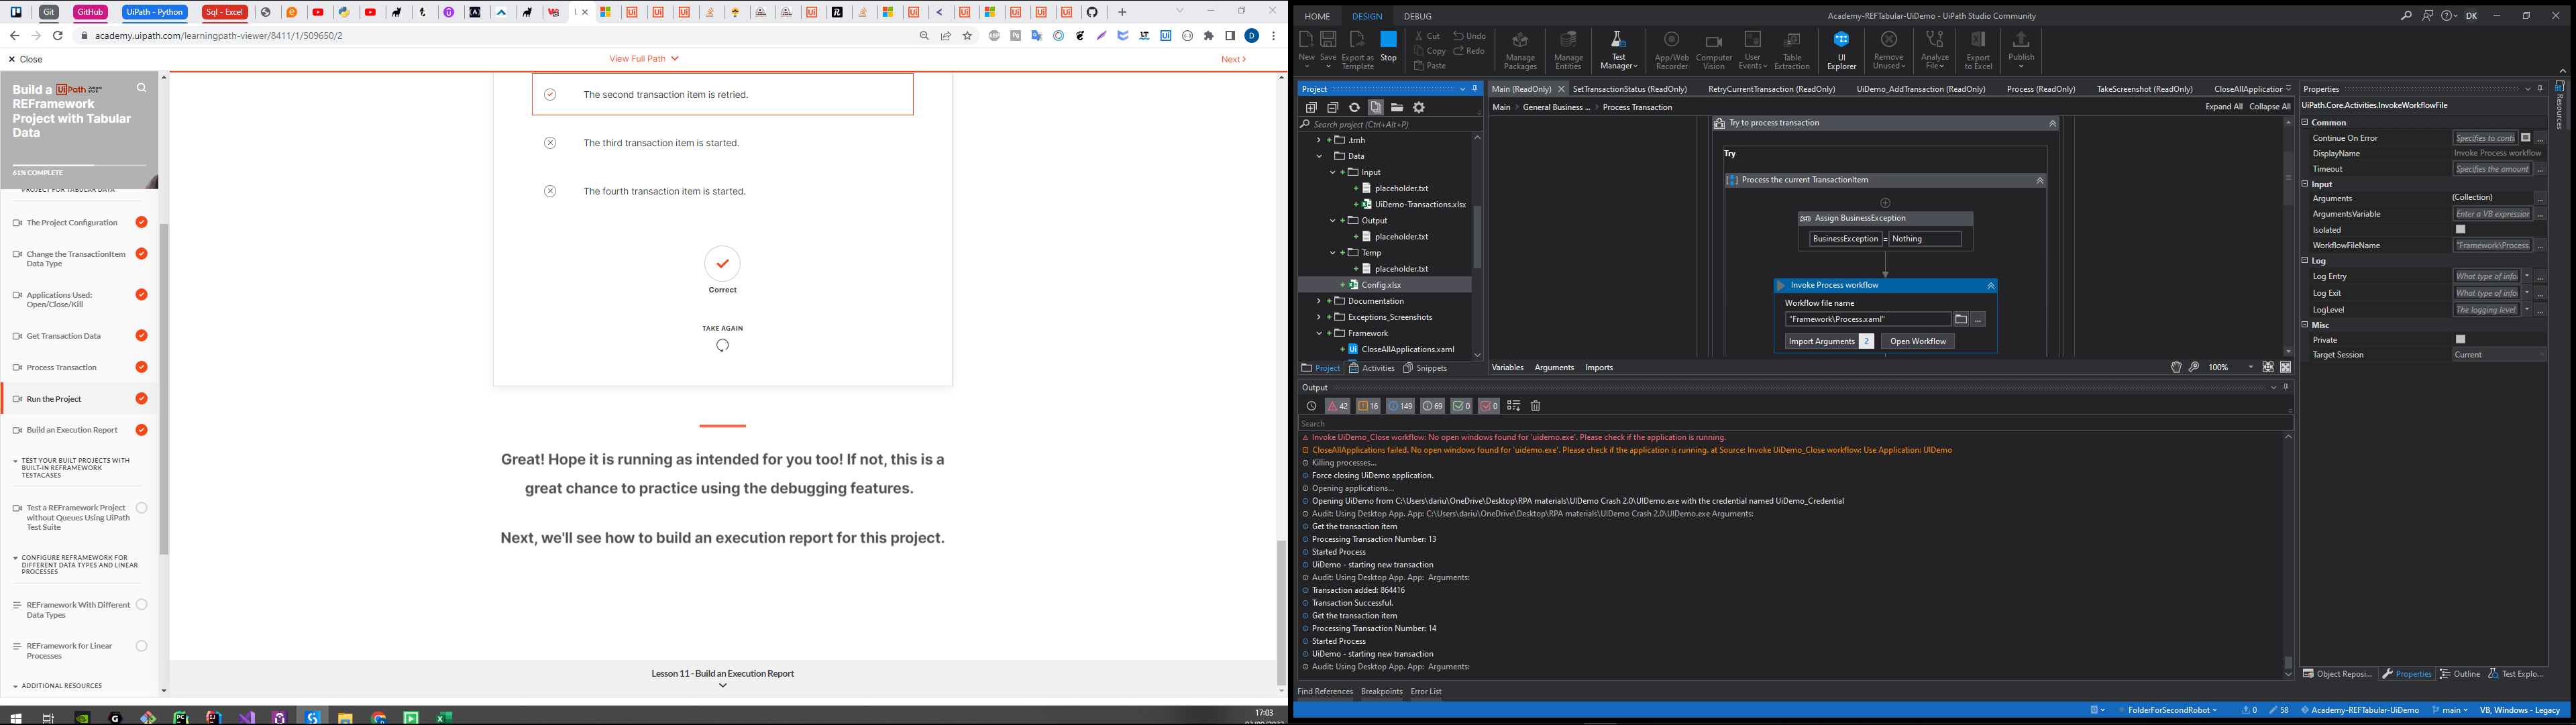 Git
GitHub
UiPath - Python
Sql - Excel
academy.uipath.com/learningpath-viewer/8411/1/509650/2
Close
View Full Path
Next
Build a UiPath
REFramework
Project with Tabular
Data
61% COMPLETE
PROJECT FOR TABULAR DATA
The Project Configuration
Change the TransactionItem
Data Type
Applications Used:
Open/Close/Kill
Get Transaction Data
Process Transaction
Run the Project
Build an Execution Report
TEST YOUR BUILT PROJECTS WITH
BUILT-IN REFRAMEWORK
TESTACASES
Test a REFramework Project
without Queues Using UiPath
Test Suite
CONFIGURE REFRAMEWORK FOR
DIFFERENT DATA TYPES AND LINEAR
PROCESSES
REFramework With Different
Data Types
REFramework for Linear
Processes
ADDITIONAL RESOURCES
The second transaction item is retried.
The third transaction item is started.
The fourth transaction item is started.
Correct
TAKE AGAIN
Great! Hope it is running as intended for you too! If not, this is a
great chance to practice using the debugging features.
Next, we'll see how to build an execution report for this project.
Lesson 11 - Build an Execution Report
17:03
HOME DESIGN DEBUG
Academy-REFTabular-UiDemo - UiPath Studio Community
DK
New
Save
Export as
Template
Stop
Cut
Copy
Paste
Undo
Redo
Manage
Packages
Manage
Entities
Test
Manager
App/Web
Recorder
Computer
Vision
User
Events
Table
Extraction
UI
Explorer
Remove
Unused
Analyze
File
Export
to Excel
Publish
Project
Search project (Ctrl+Alt+P)
.tmh
Data
Input
placeholder.txt
UiDemo-Transactions.xlsx
Output
placeholder.txt
Temp
placeholder.txt
Config.xlsx
Documentation
Exceptions_Screenshots
Framework
CloseAllApplications.xaml
Project Activities Snippets
Main (ReadOnly) SetTransactionStatus (ReadOnly) RetryCurrentTransaction (ReadOnly) UiDemo_AddTransaction (ReadOnly) Process (ReadOnly) TakeScreenshot (ReadOnly) CloseAllApplication
Main > General Business ... > Process Transaction
Expand All Collapse All
Try to process transaction
Try
Process the current TransactionItem
Assign BusinessException
BusinessException = Nothing
Invoke Process workflow
Workflow file name
"Framework\Process.xaml"
Import Arguments 2 Open Workflow
Variables Arguments Imports
100%
Output
42 16 149 69 0 0
Search
Invoke UiDemo_Close workflow: No open windows found for 'uidemo.exe'. Please check if the application is running.
CloseAllApplications failed. No open windows found for 'uidemo.exe'. Please check if the application is running. at Source: Invoke UiDemo_Close workflow: Use Application: UIDemo
Killing processes...
Force closing UiDemo application.
Opening applications...
Opening UiDemo from C:\Users\dariu\OneDrive\Desktop\RPA materials\UIDemo Crash 2.0\UIDemo.exe with the credential named UiDemo_Credential
Audit: Using Desktop App. App: C:\Users\dariu\OneDrive\Desktop\RPA materials\UIDemo Crash 2.0\UIDemo.exe Arguments:
Get the transaction item
Processing Transaction Number: 13
Started Process
UiDemo - starting new transaction
Audit: Using Desktop App. App: Arguments:
Transaction added: 864416
Transaction Successful.
Get the transaction item
Processing Transaction Number: 14
Started Process
UiDemo - starting new transaction
Audit: Using Desktop App. App: Arguments:
Find References Breakpoints Error List
Properties
UiPath.Core.Activities.InvokeWorkflowFile
Common
Continue On Error Specifies to conti
DisplayName Invoke Process workflow
Timeout Specifies the amount
Input
Arguments (Collection)
ArgumentsVariable Enter a VB expression
Isolated
WorkflowFileName "Framework\Process.
Log
Log Entry What type of infor
Log Exit What type of infor
LogLevel The logging level
Misc
Private
Target Session Current
Resources
Object Reposi... Properties Outline Test Explo...
FolderForSecondRobot 0 58 Academy-REFTabular-UiDemo main VB, Windows - Legacy